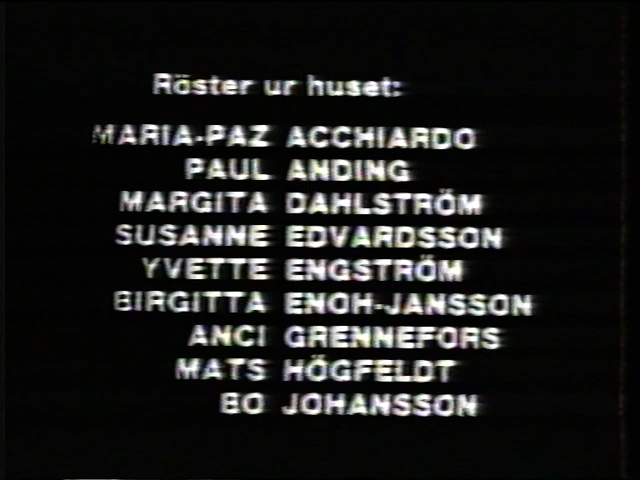 Röster ur huset:
MARIA-PAZ ACCHIARDO
PAUL ANDING
MARGITA DAHLSTRÖM
SUSANNE EDVARDSSON
YVETTE ENGSTRÖM
BIRGITTA ENOH-JANSSON
ANCI GRENNEFORS
MATS HÖGFELDT
BO JOHANSSON